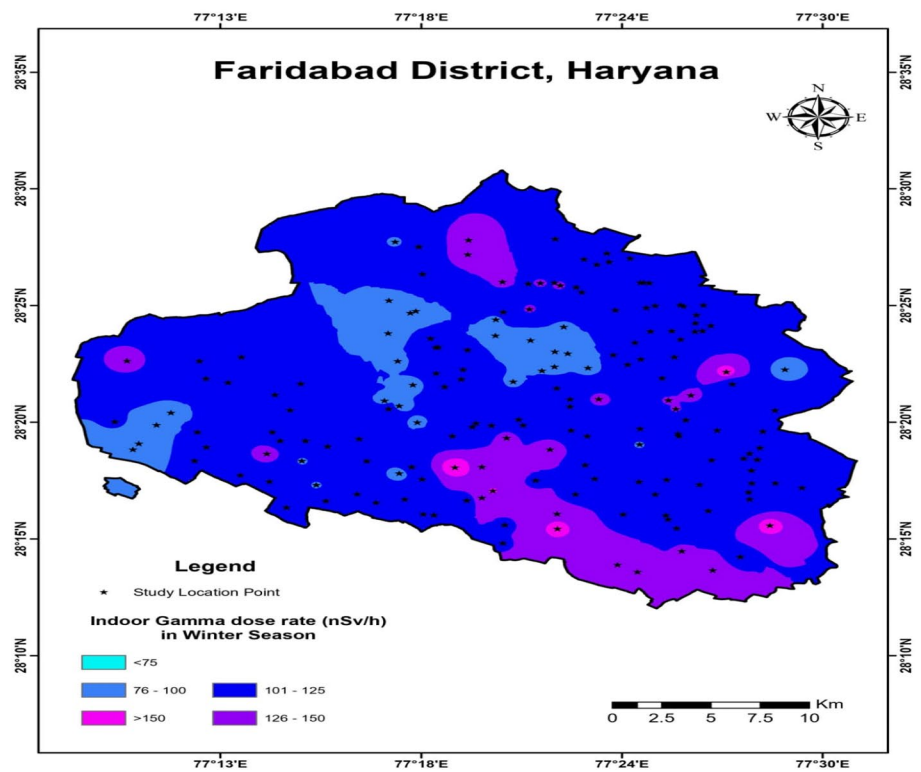 77°13'E 77°18'E 77°24'E 77°30'E
Faridabad District, Haryana
N
W E
S
28°35'N 28°35'N
28°30'N 28°30'N
28°25'N 28°25'N
28°20'N 28°20'N
28°15'N 28°15'N
28°10'N 28°10'N
Legend
Study Location Point
Indoor Gamma dose rate (nSv/h)
in Winter Season
<75
76 - 100 101 - 125
>150 126 - 150
Km
0 2.5 5 7.5 10
77°13'E 77°18'E 77°24'E 77°30'E